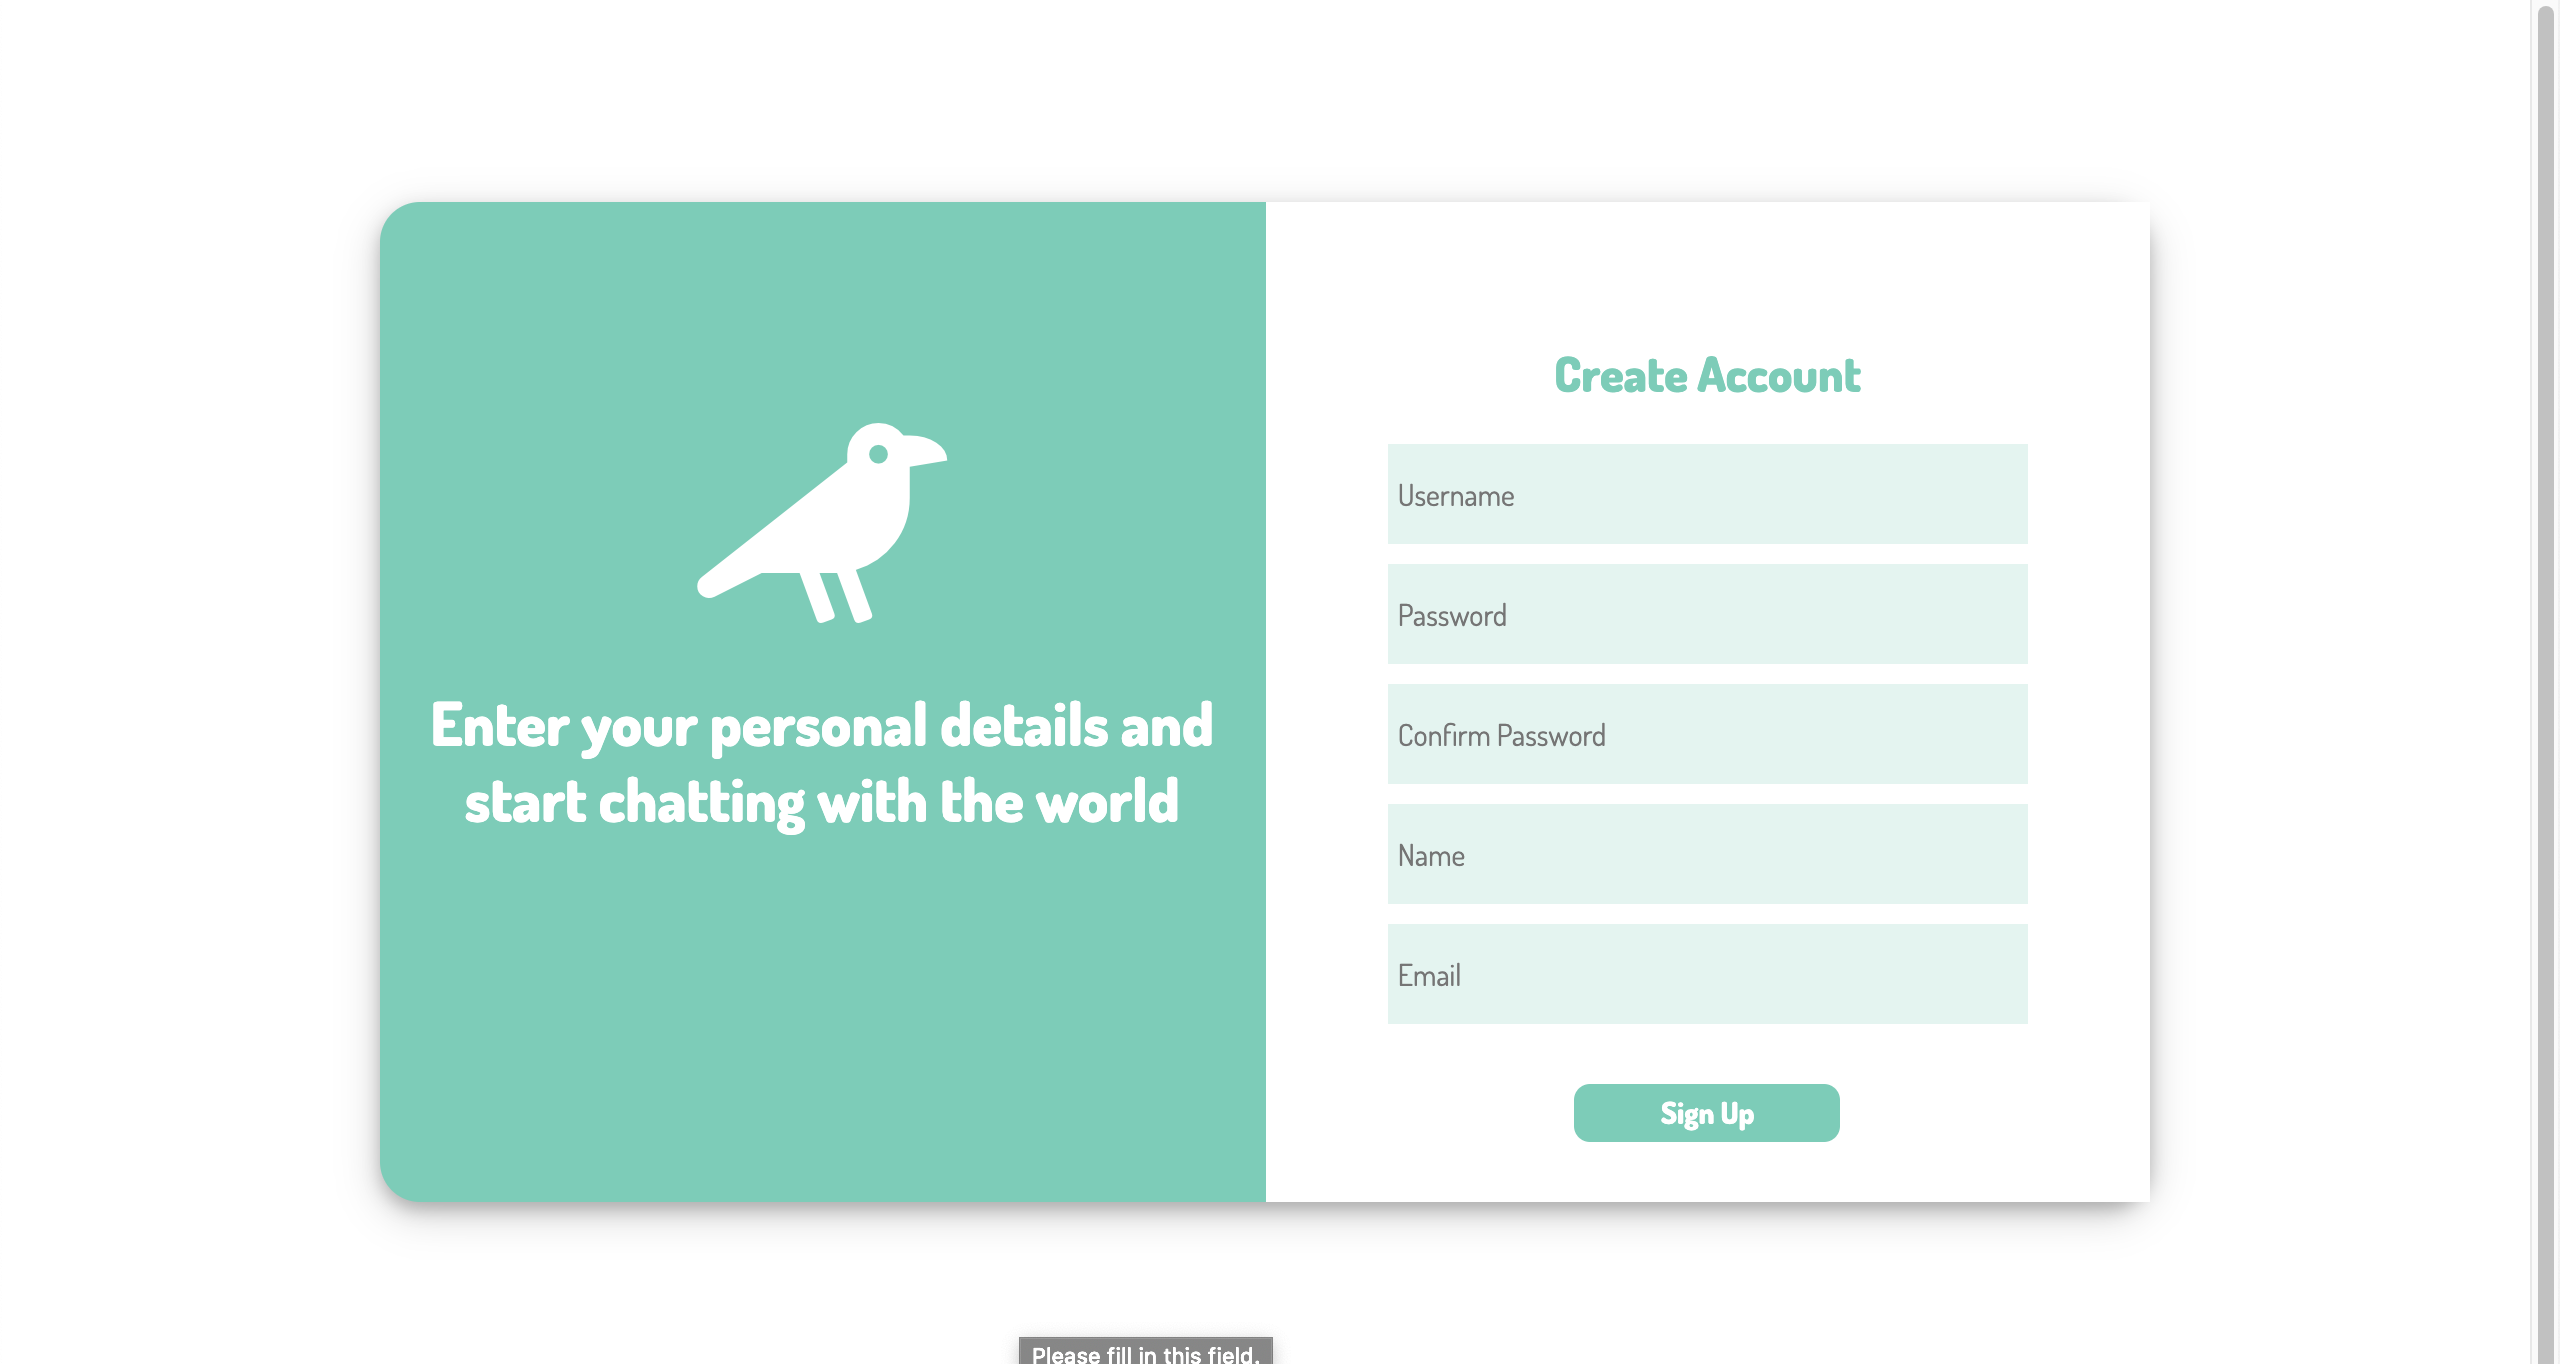 Enter your personal details and
start chatting with the world
Create Account
Username
Password
Confirm Password
Name
Email
Sign Up
Please fill in this field.